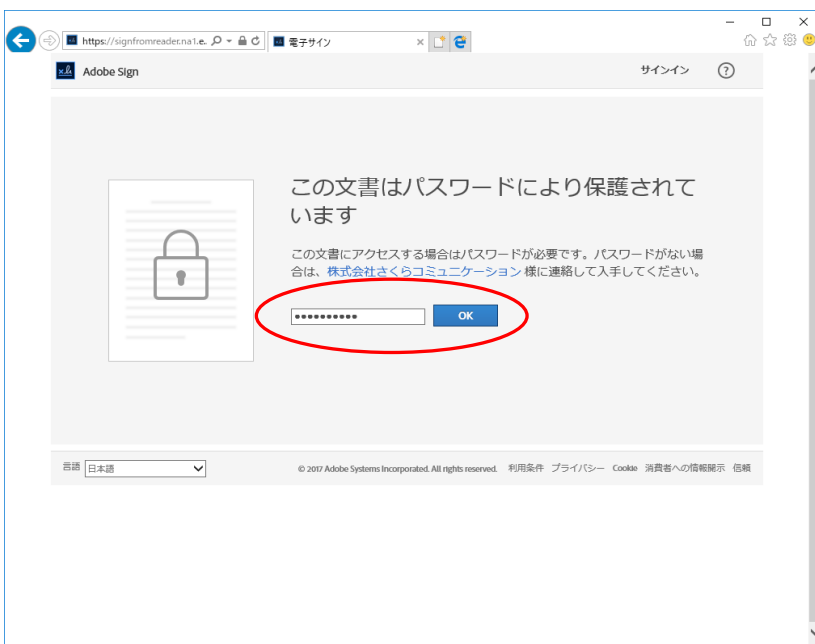 https://signfromreader.na1.e.
電子サイン
Adobe Sign
サインイン
?
この文書はパスワードにより保護されて
います
この文書にアクセスする場合はパスワードが必要です。パスワードがない場
合は、株式会社さくらコミュニケーション 様に連絡して入手してください。
●●●●●●●●●● OK
言語 日本語
© 2017 Adobe Systems Incorporated. All rights reserved. 利用条件 プライバシー Cookie 消費者への情報開示 信頼